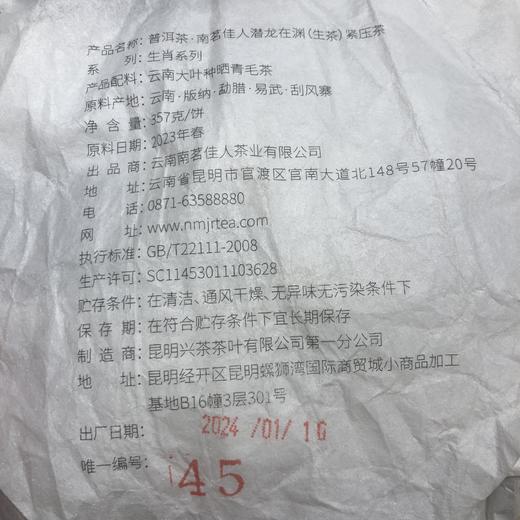 产品名称：普洱茶·南茗佳人潜龙在渊(生茶)紧压茶
系 列：生肖系列
产品配料：云南大叶种晒青毛茶
原料产地：云南·版纳·勐腊·易武·刮风寨
净 含 量：357克/饼
原料日期：2023年春
出 品 商：云南南茗佳人茶业有限公司
地 址：云南省昆明市官渡区官南大道北148号57幢20号
电 话：0871-63588880
网 址：www.nmjrtea.com
执行标准：GB/T22111-2008
生产许可：SC11453011103628
贮存条件：在清洁、通风干燥、无异味无污染条件下
保 存 期：在符合贮存条件下宜长期保存
制 造 商：昆明兴茶茶叶有限公司第一分公司
地 址：昆明经开区昆明螺蛳湾国际商贸城小商品加工
基地B16幢3层301号
出厂日期：2024/01/16
唯一编号：45